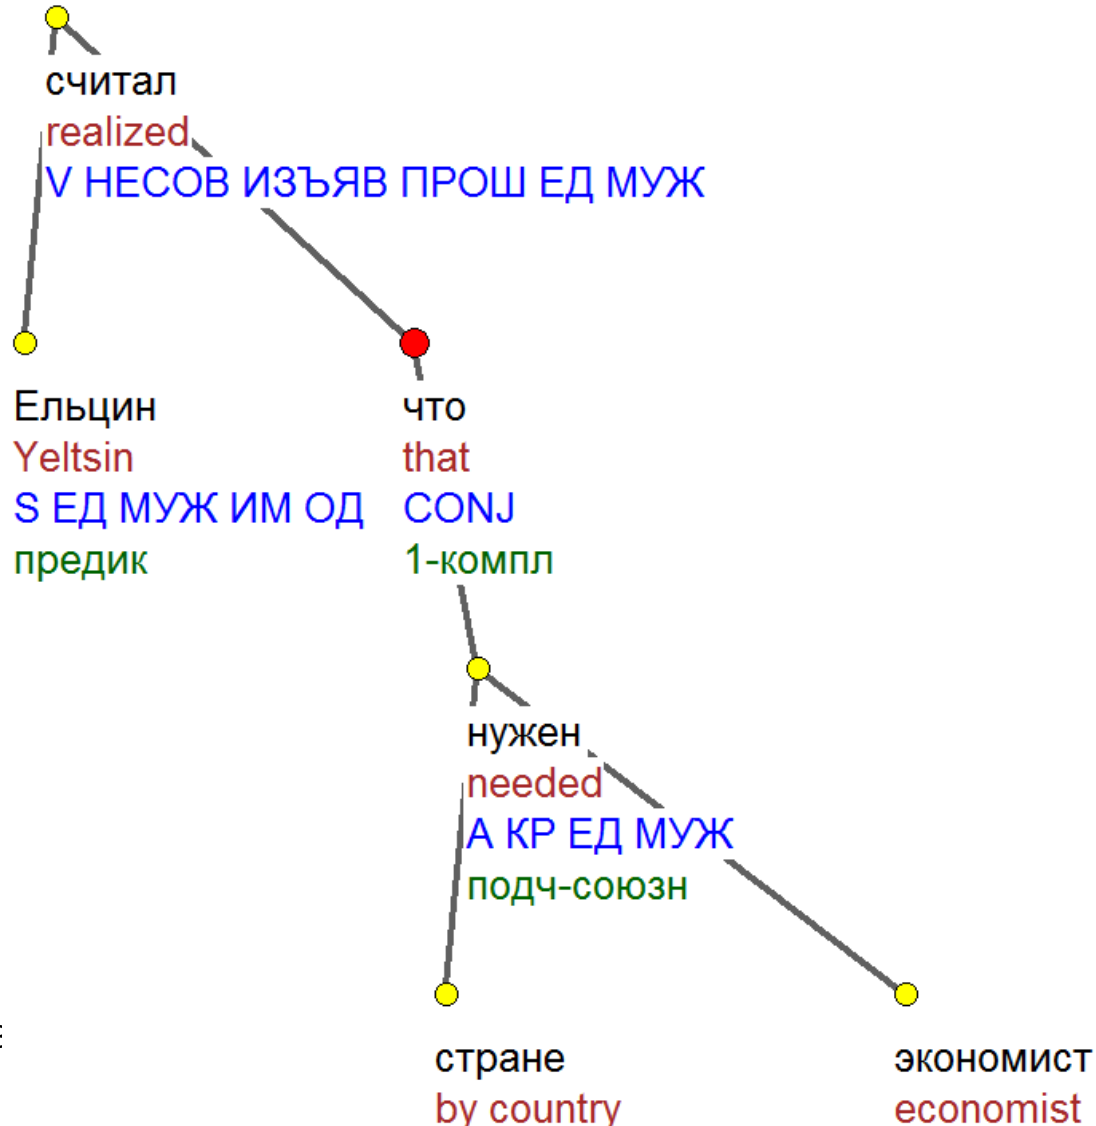 считал
realized
V НЕСОВ ИЗЪЯВ ПРОШ ЕД МУЖ
Ельцин
Yeltsin
S ЕД МУЖ ИМ ОД
предик
что
that
CONJ
1-компл
нужен
needed
A КР ЕД МУЖ
подч-союзн
стране
by country
экономист
economist